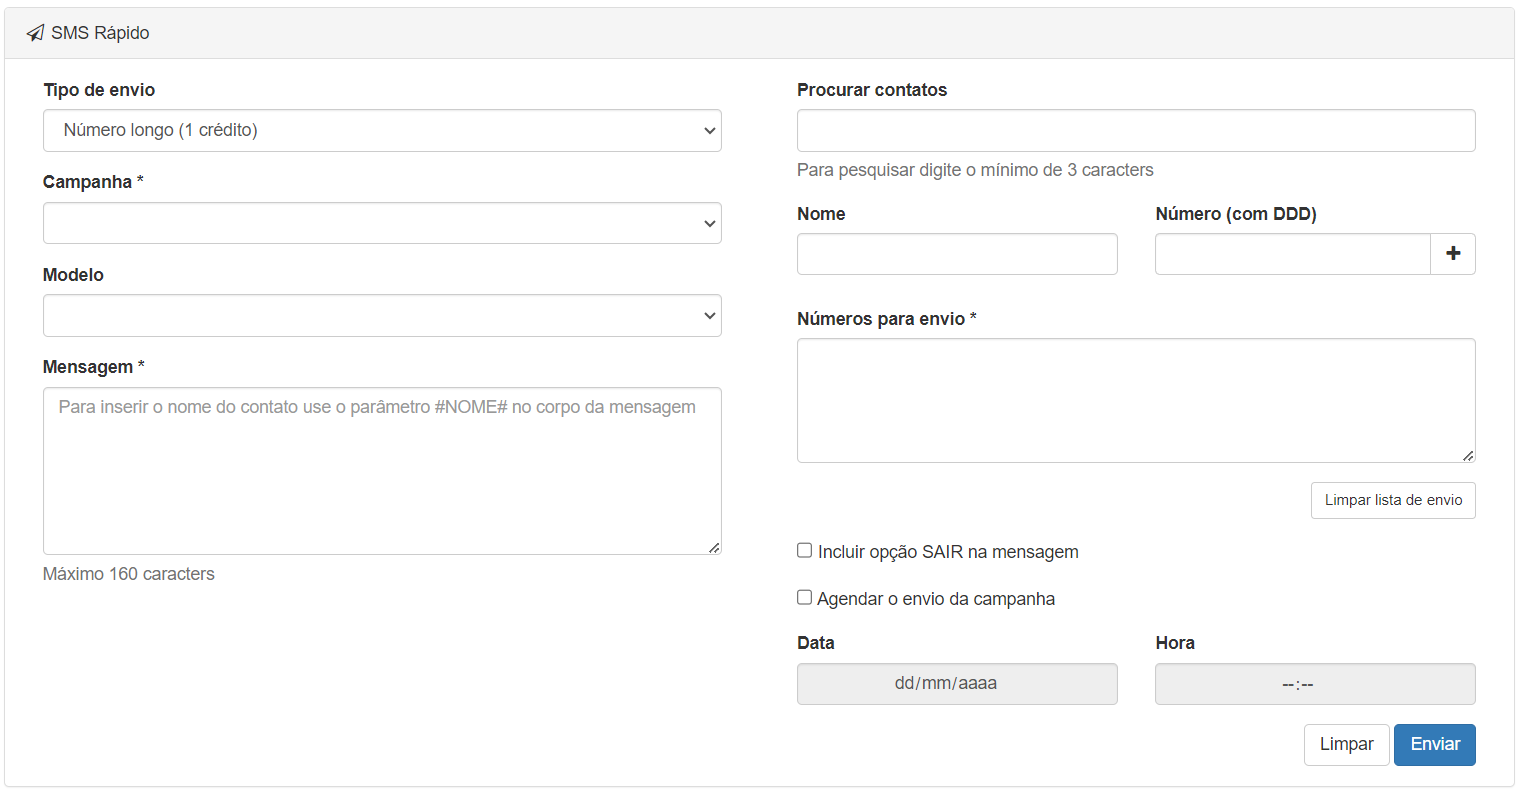 SMS Rápido
Tipo de envio
Número longo (1 crédito)
Campanha *
Modelo
Mensagem *
Para inserir o nome do contato use o parâmetro #NOME# no corpo da mensagem
Máximo 160 caracters
Procurar contatos
Para pesquisar digite o mínimo de 3 caracters
Nome
Número (com DDD)
+
Números para envio *
Limpar lista de envio
Incluir opção SAIR na mensagem
Agendar o envio da campanha
Data
Hora
dd/mm/aaaa
--:--
Limpar
Enviar